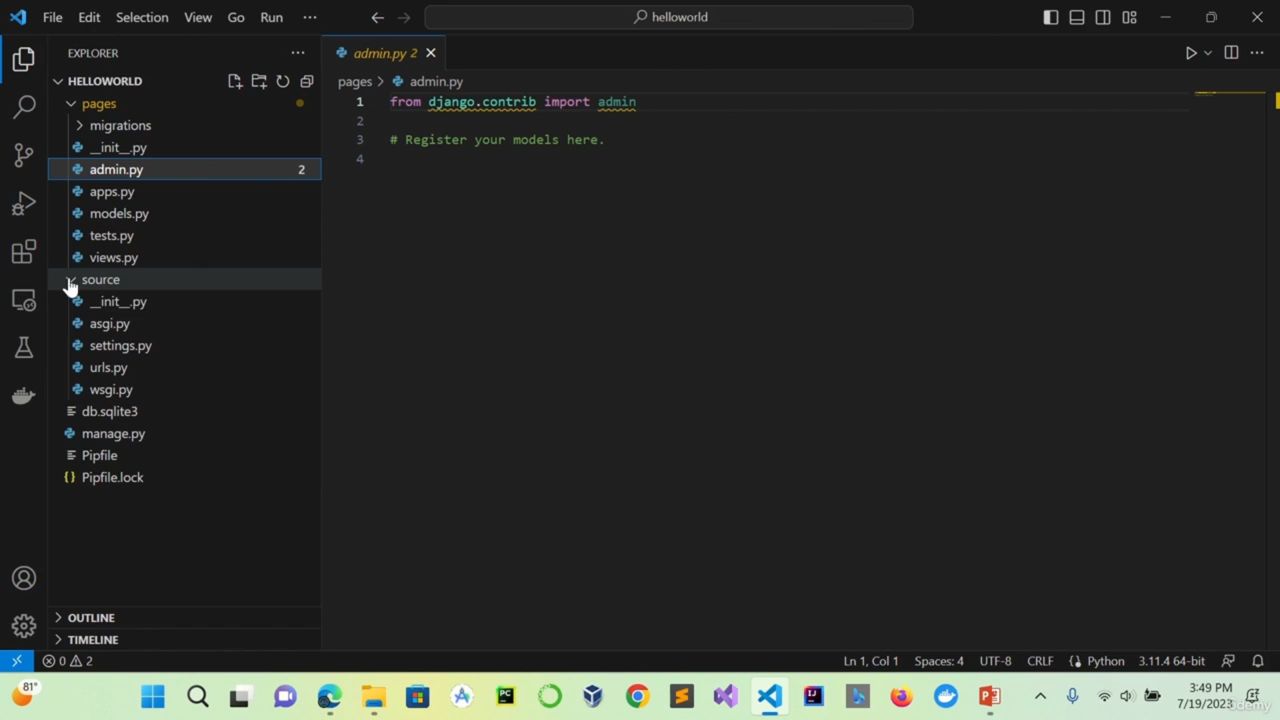 File Edit Selection View Go Run ··· helloworld
EXPLORER ···
admin.py 2
HELLOWORLD
pages > admin.py
pages
migrations
__init__.py
admin.py 2
apps.py
models.py
tests.py
views.py
source
__init__.py
asgi.py
settings.py
urls.py
wsgi.py
db.sqlite3
manage.py
Pipfile
{} Pipfile.lock
OUTLINE
TIMELINE
1 from django.contrib import admin
2
3 # Register your models here.
4
0 2 Ln 1, Col 1 Spaces: 4 UTF-8 CRLF Python 3.11.4 64-bit
81°
PC
3:49 PM
7/19/2023
Udemy